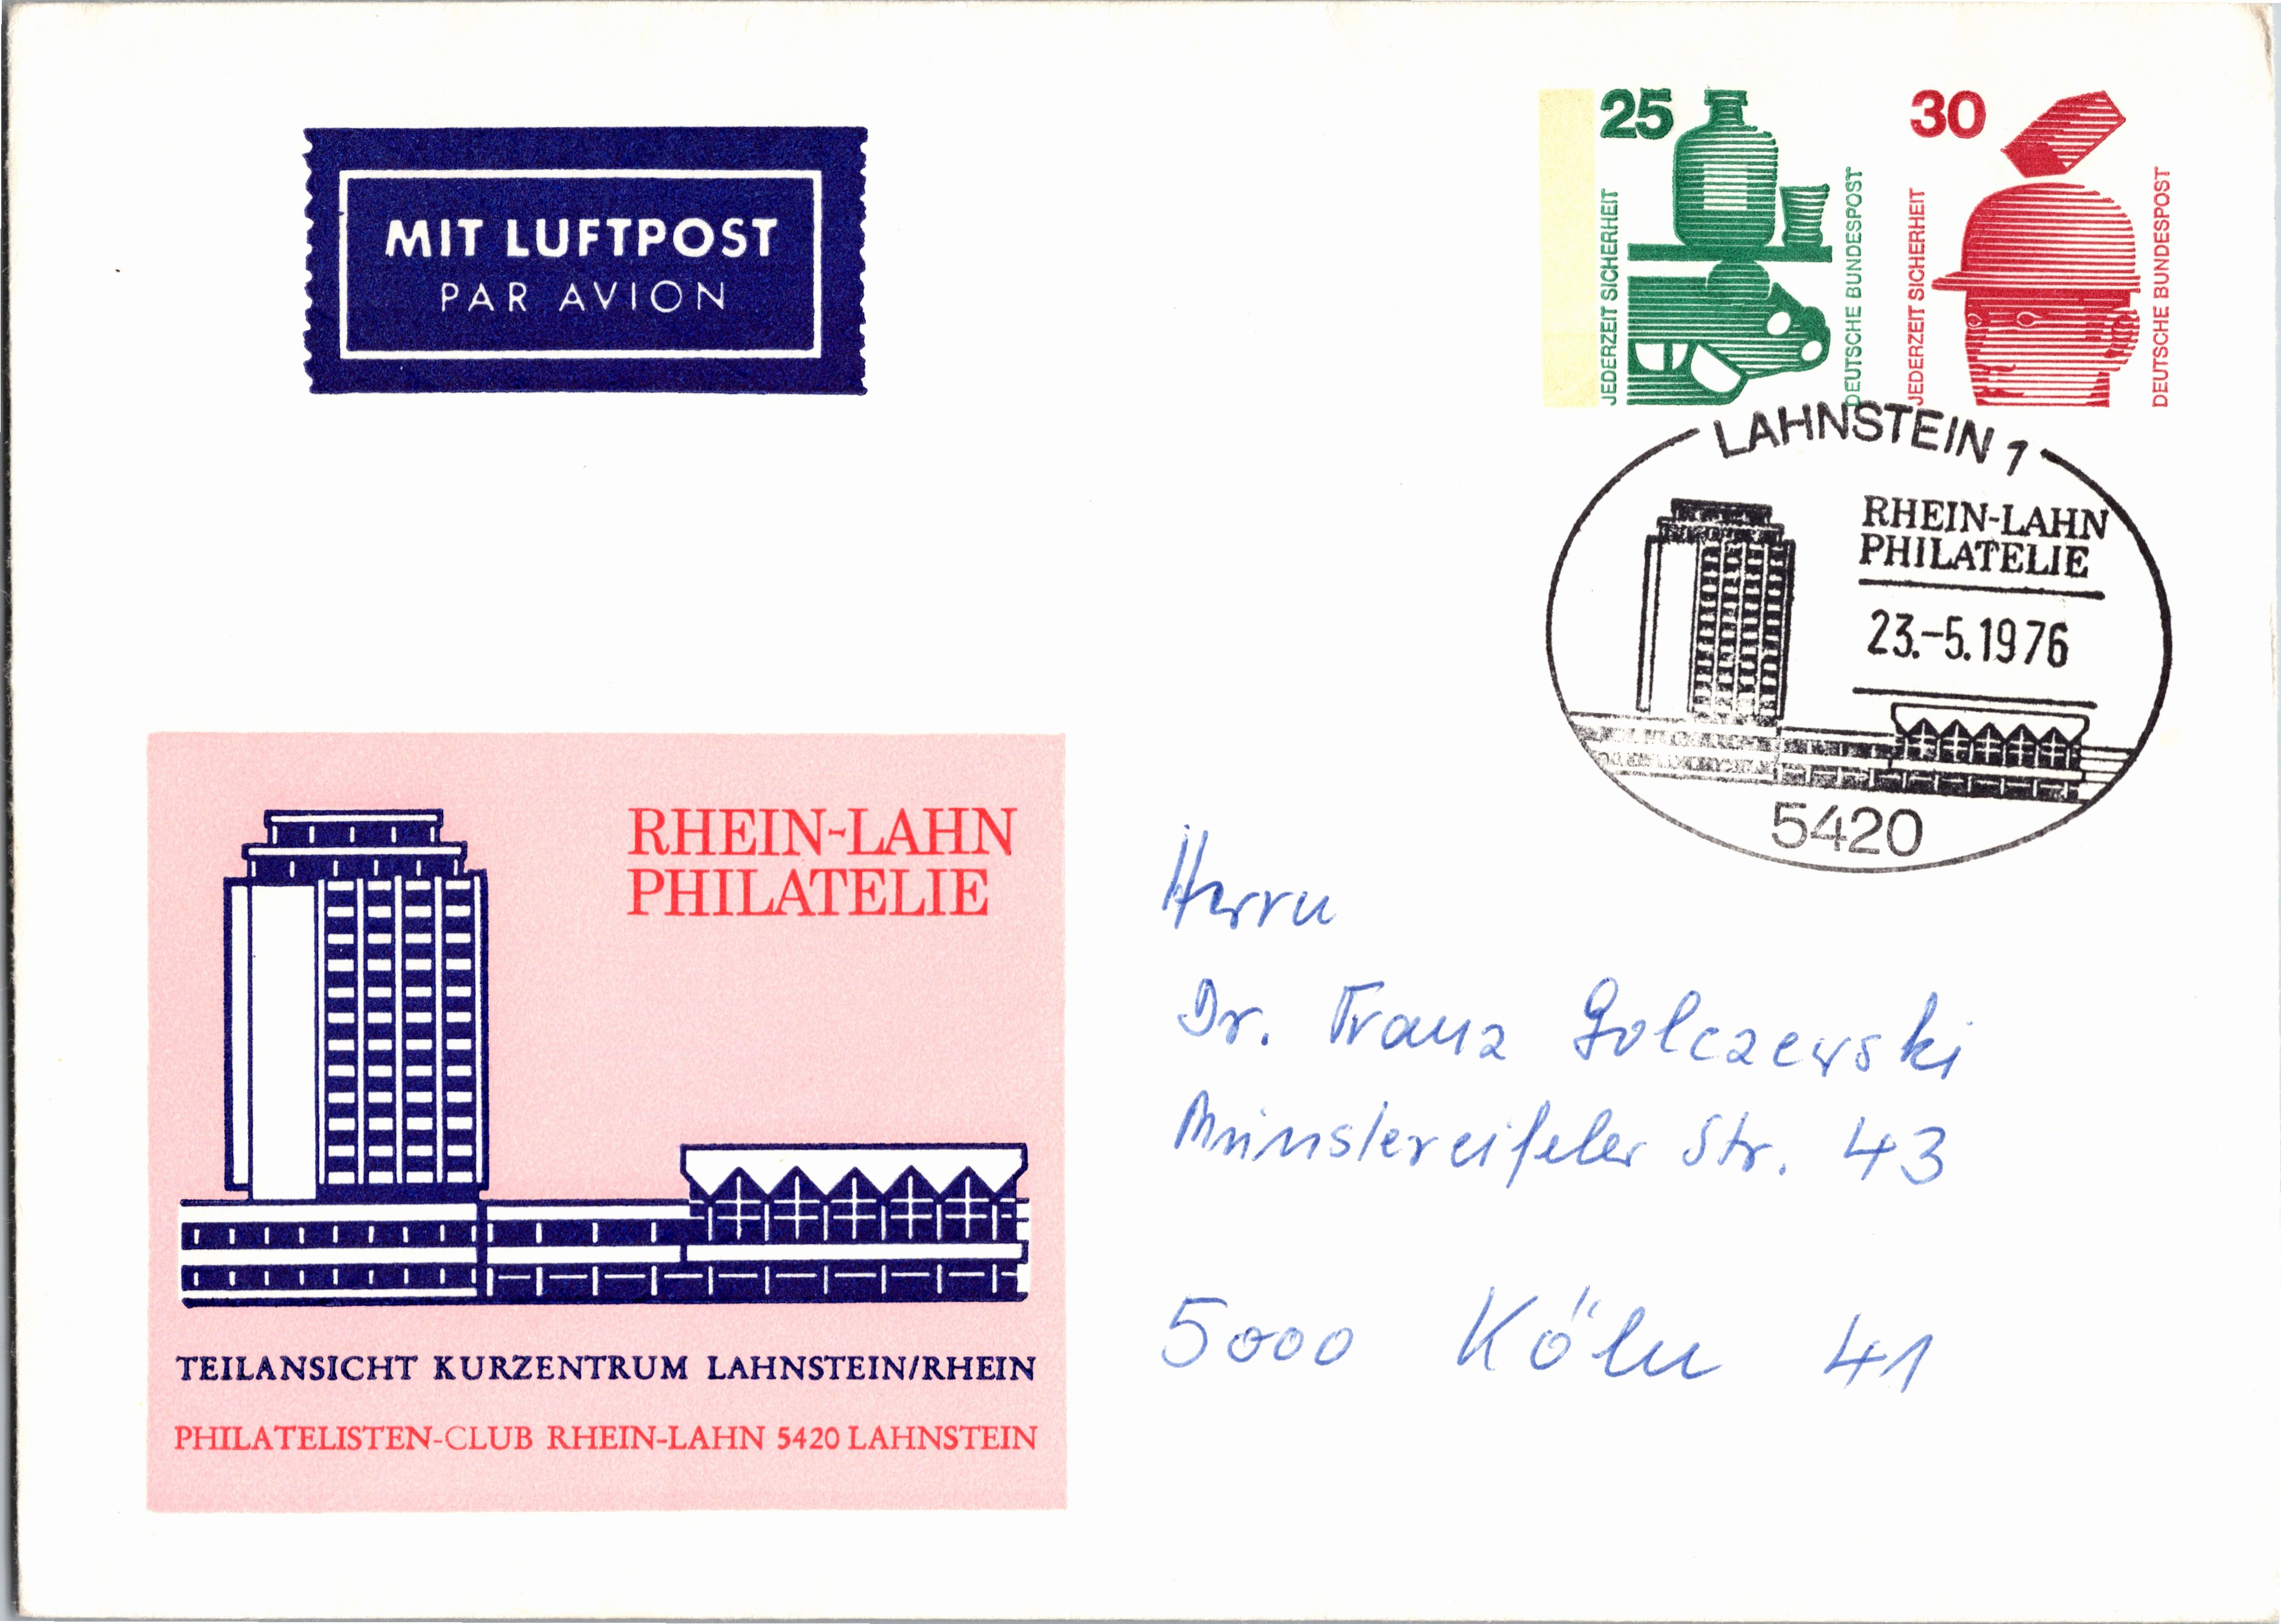 MIT LUFTPOST
PAR AVION
25
JEDERZEIT SICHERHEIT
DEUTSCHE BUNDESPOST
30
JEDERZEIT SICHERHEIT
DEUTSCHE BUNDESPOST
LAHNSTEIN 1
RHEIN-LAHN
PHILATELIE
23.-5.1976
5420
RHEIN-LAHN
PHILATELIE
TEILANSICHT KURZENTRUM LAHNSTEIN/RHEIN
PHILATELISTEN-CLUB RHEIN-LAHN 5420 LAHNSTEIN
Herrn
Dr. Franz Golczewski
Münstereifeler Str. 43
5000 Köln 41